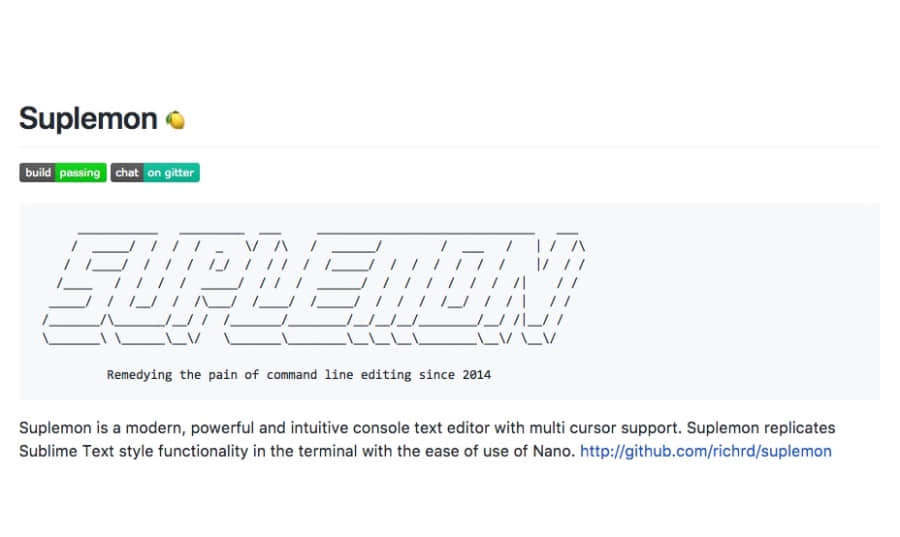 Suplemon 🍋
build passing chat on gitter
SUPLEMON
Remedying the pain of command line editing since 2014
Suplemon is a modern, powerful and intuitive console text editor with multi cursor support. Suplemon replicates
Sublime Text style functionality in the terminal with the ease of use of Nano. http://github.com/richrd/suplemon